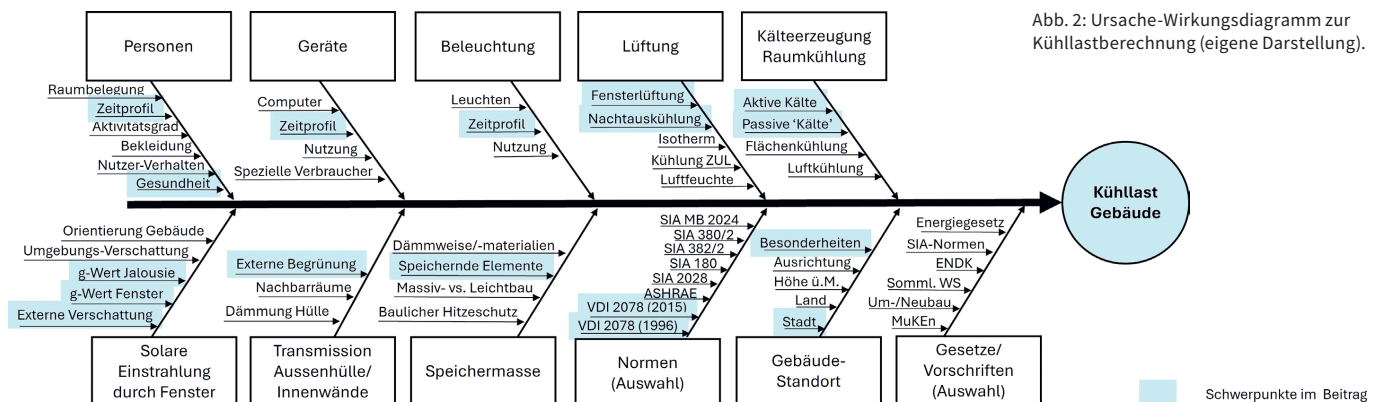 Abb. 2: Ursache-Wirkungsdiagramm zur
Kühllastberechnung (eigene Darstellung).
Personen
Raumbelegung
Zeitprofil
Aktivitätsgrad
Bekleidung
Nutzer-Verhalten
Gesundheit
Geräte
Computer
Zeitprofil
Nutzung
Spezielle Verbraucher
Beleuchtung
Leuchten
Zeitprofil
Nutzung
Lüftung
Fensterlüftung
Nachtauskühlung
Isotherm
Kühlung ZUL
Luftfeuchte
Kälteerzeugung
Raumkühlung
Aktive Kälte
Passive ‘Kälte’
Flächenkühlung
Luftkühlung
Kühllast
Gebäude
Orientierung Gebäude
Umgebungs-Verschattung
g-Wert Jalousie
g-Wert Fenster
Externe Verschattung
Solare
Einstrahlung
durch Fenster
Externe Begrünung
Nachbarräume
Dämmung Hülle
Transmission
Aussenhülle/
Innenwände
Dämmweise/-materialien
Speichernde Elemente
Massiv- vs. Leichtbau
Baulicher Hitzeschutz
Speichermasse
SIA MB 2024
SIA 380/2
SIA 382/2
SIA 180
SIA 2028
ASHRAE
VDI 2078 (2015)
VDI 2078 (1996)
Normen
(Auswahl)
Besonderheiten
Ausrichtung
Höhe ü.M.
Land
Stadt
Gebäude-
Standort
Energiegesetz
SIA-Normen
ENDK
Somml. WS
Um-/Neubau
MuKEn
Gesetze/
Vorschriften
(Auswahl)
Schwerpunkte im Beitrag